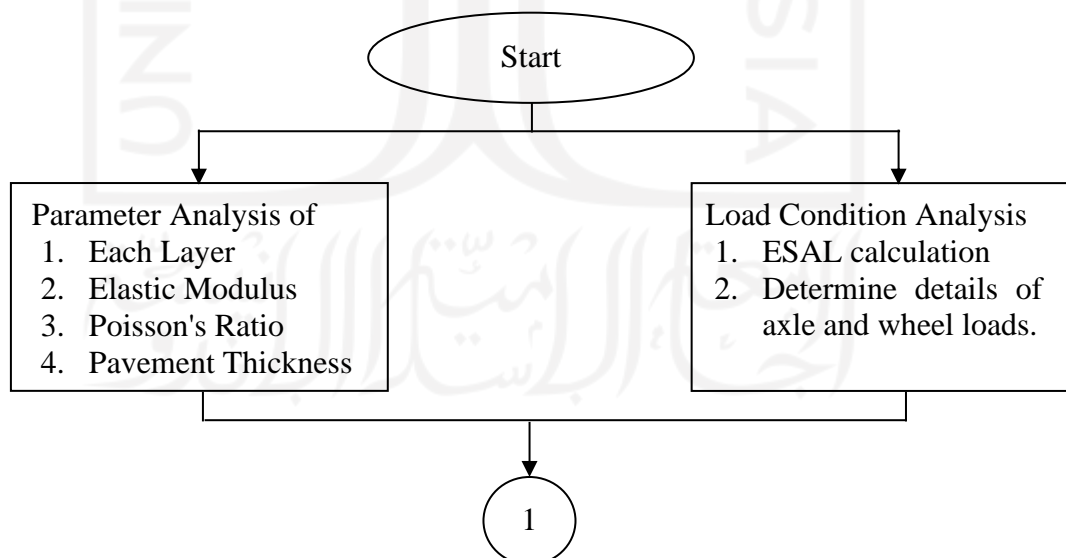 Start
Parameter Analysis of
1. Each Layer
2. Elastic Modulus
3. Poisson's Ratio
4. Pavement Thickness
Load Condition Analysis
1. ESAL calculation
2. Determine details of
axle and wheel loads.
1